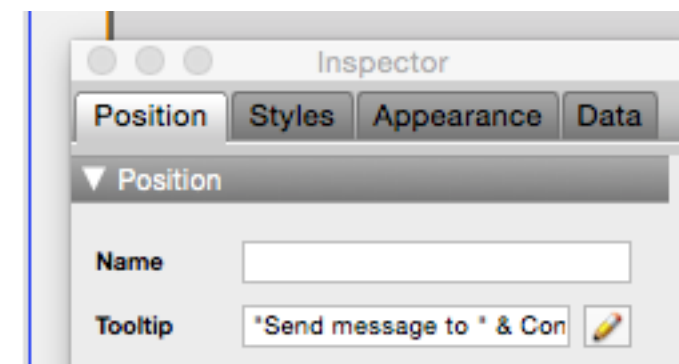 Inspector
Position Styles Appearance Data
Position
Name
Tooltip "Send message to " & Con